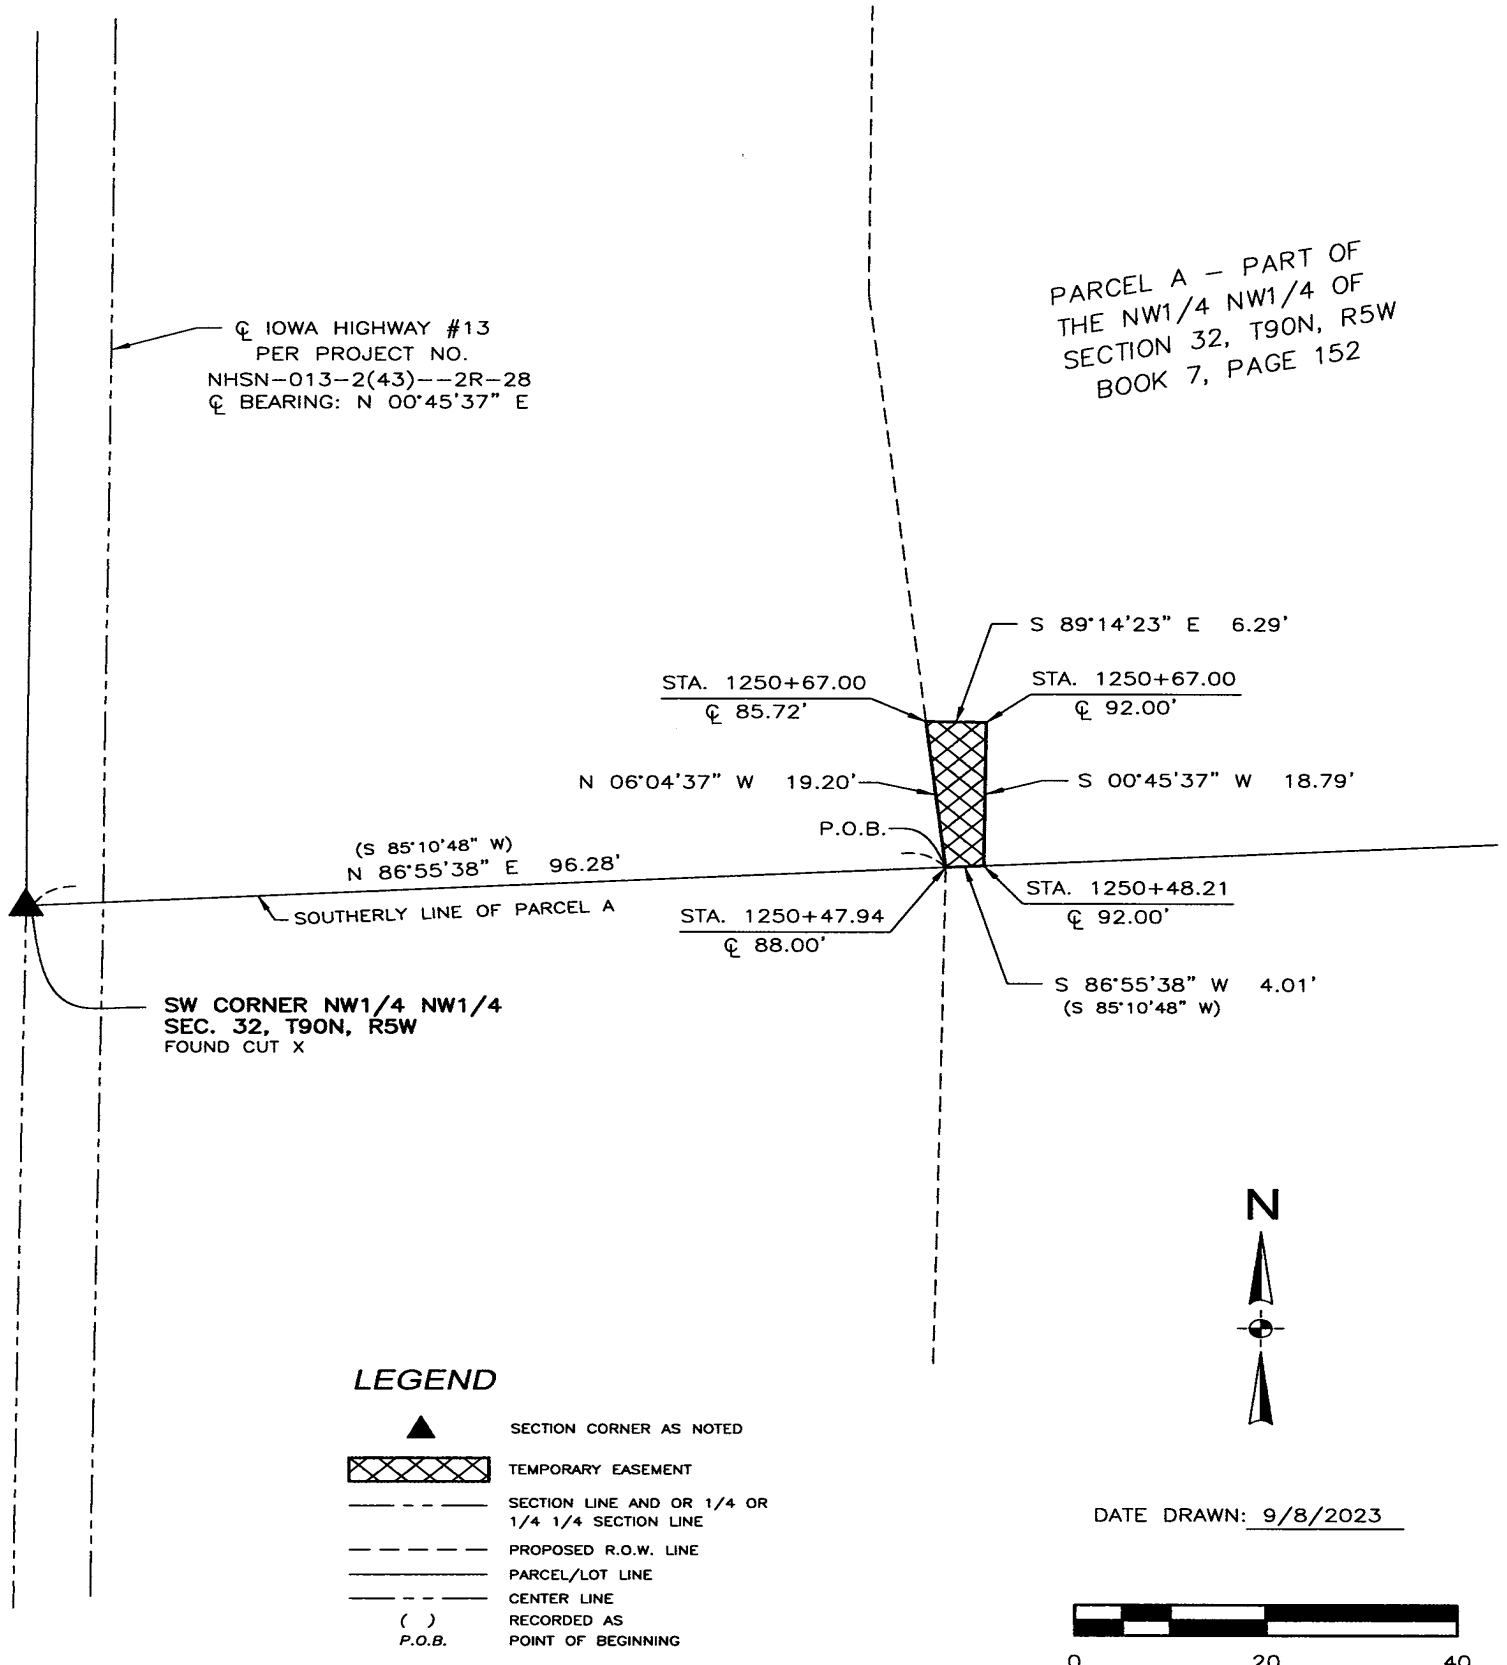 ℄ IOWA HIGHWAY #13
PER PROJECT NO.
NHSN-013-2(43)--2R-28
℄ BEARING: N 00°45'37" E
PARCEL A - PART OF
THE NW1/4 NW1/4 OF
SECTION 32, T90N, R5W
BOOK 7, PAGE 152
S 89°14'23" E 6.29'
STA. 1250+67.00
℄ 85.72'
STA. 1250+67.00
℄ 92.00'
N 06°04'37" W 19.20'
S 00°45'37" W 18.79'
P.O.B.
(S 85°10'48" W)
N 86°55'38" E 96.28'
SOUTHERLY LINE OF PARCEL A
STA. 1250+47.94
℄ 88.00'
STA. 1250+48.21
℄ 92.00'
S 86°55'38" W 4.01'
(S 85°10'48" W)
SW CORNER NW1/4 NW1/4
SEC. 32, T90N, R5W
FOUND CUT X
N
LEGEND
SECTION CORNER AS NOTED
TEMPORARY EASEMENT
SECTION LINE AND OR 1/4 OR
1/4 1/4 SECTION LINE
PROPOSED R.O.W. LINE
PARCEL/LOT LINE
CENTER LINE
( ) RECORDED AS
P.O.B. POINT OF BEGINNING
DATE DRAWN: 9/8/2023
0 20 40